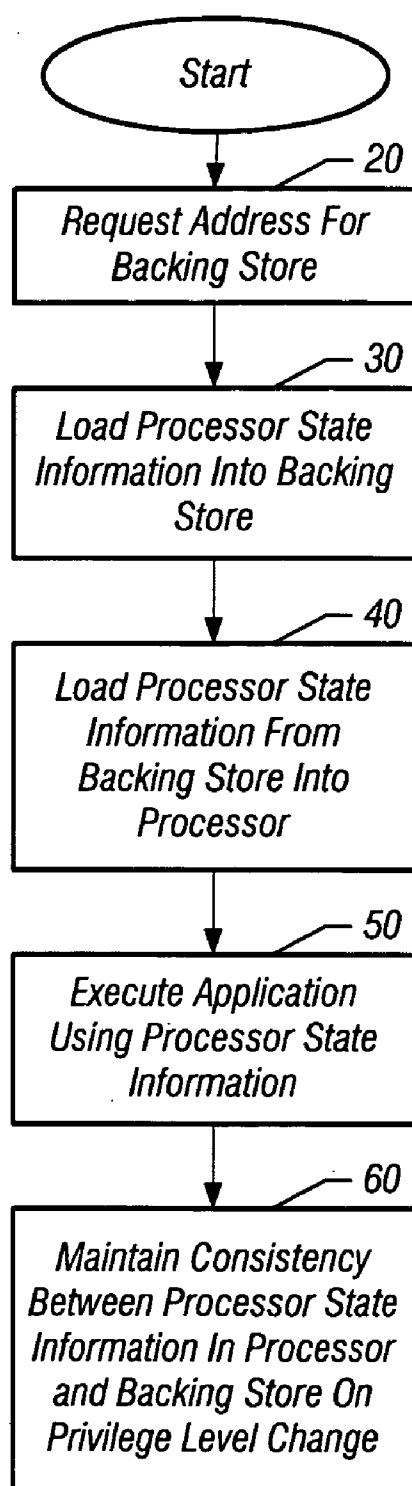 Start
20
Request Address For
Backing Store
30
Load Processor State
Information Into Backing
Store
40
Load Processor State
Information From
Backing Store Into
Processor
50
Execute Application
Using Processor State
Information
60
Maintain Consistency
Between Processor State
Information In Processor
and Backing Store On
Privilege Level Change